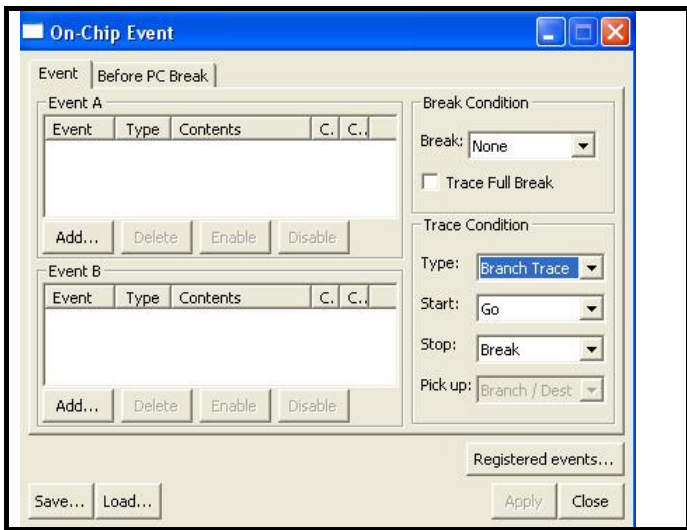 On-Chip Event
Event Before PC Break
Event A
Event Type Contents C. C..
Add... Delete Enable Disable
Event B
Event Type Contents C. C..
Add... Delete Enable Disable
Break Condition
Break: None
Trace Full Break
Trace Condition
Type: Branch Trace
Start: Go
Stop: Break
Pick up: Branch / Dest
Registered events...
Save... Load... Apply Close